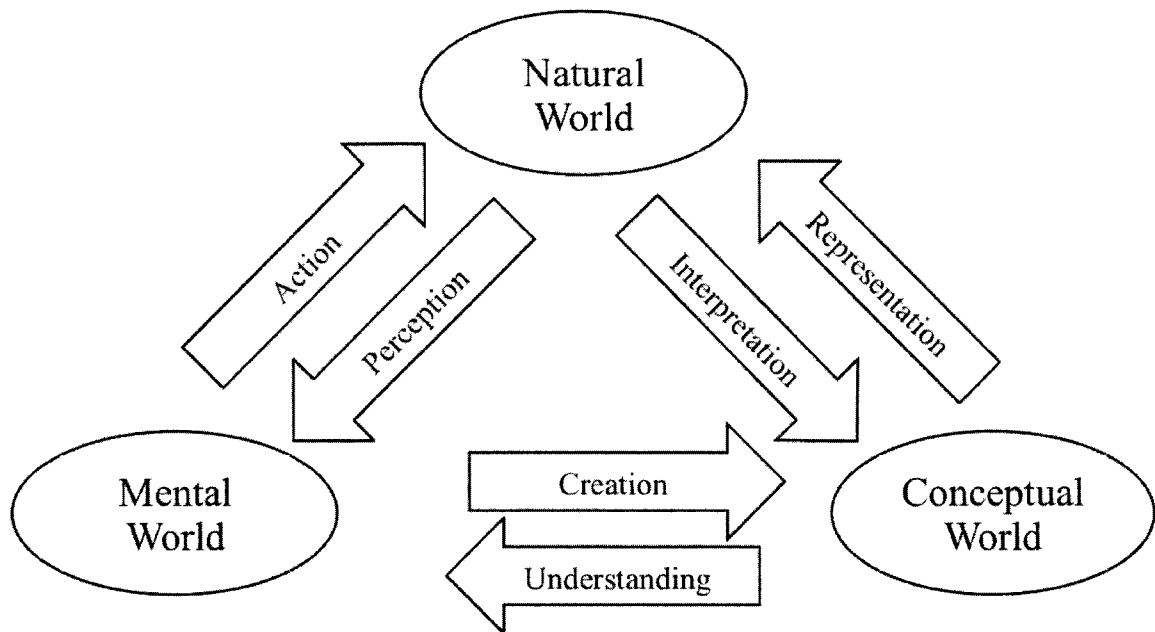 Natural
World
Action
Perception
Interpretation
Representation
Mental
World
Creation
Understanding
Conceptual
World